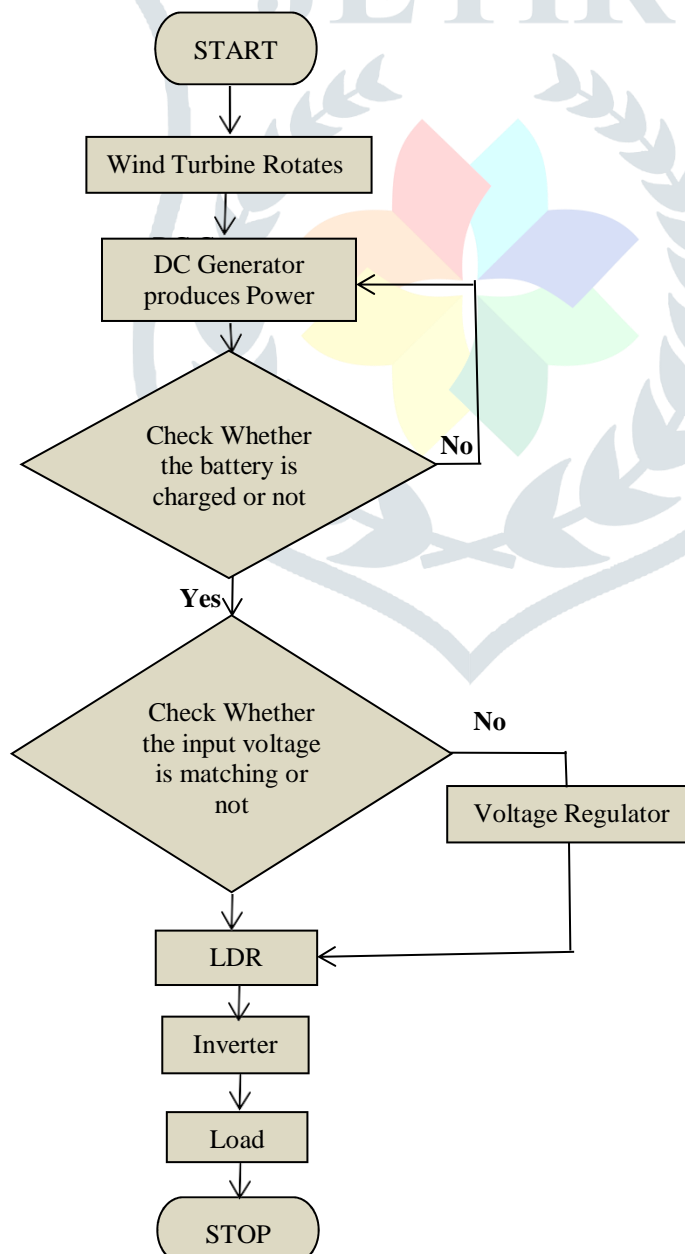 START
Wind Turbine Rotates
DC Generator
produces Power
Check Whether
the battery is
charged or not
No
Yes
Check Whether
the input voltage
is matching or
not
No
Voltage Regulator
LDR
Inverter
Load
STOP